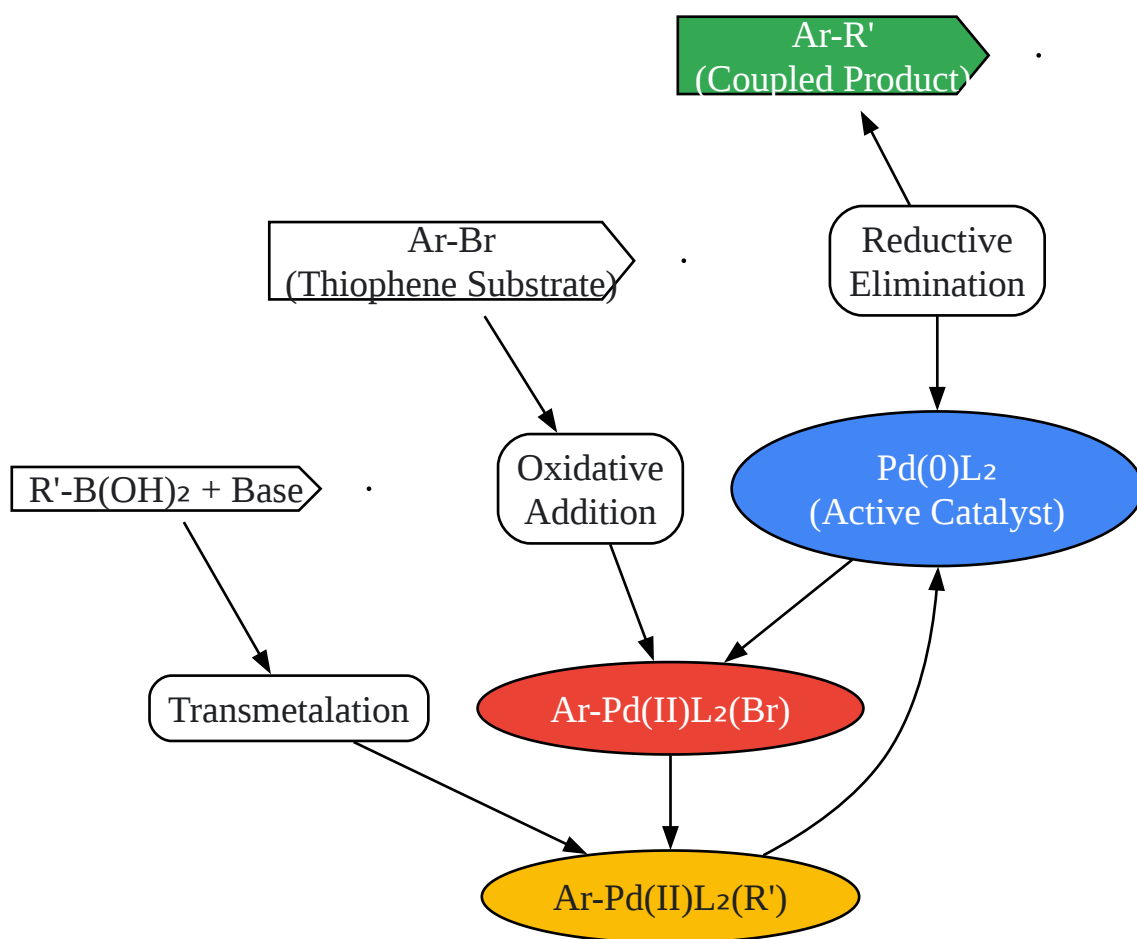 Ar-R'
(Coupled Product)
Ar-Br
(Thiophene Substrate)
Reductive
Elimination
R'-B(OH)₂ + Base
Oxidative
Addition
Pd(0)L₂
(Active Catalyst)
Transmetalation
Ar-Pd(II)L₂(Br)
Ar-Pd(II)L₂(R')